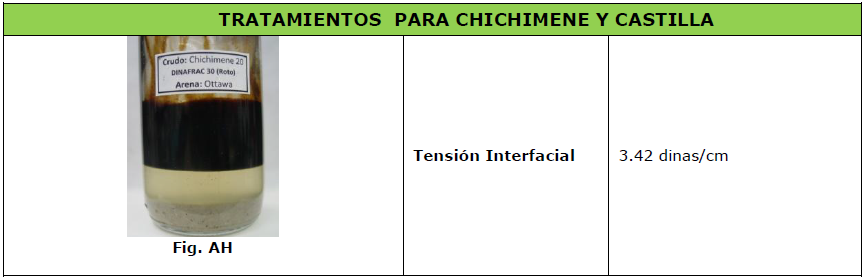 TRATAMIENTOS PARA CHICHIMENE Y CASTILLA
Crudo: Chichimene 20
DINAFRAC 30 (Roto)
Arena: Ottawa
Fig. AH
Tensión Interfacial
3.42 dinas/cm